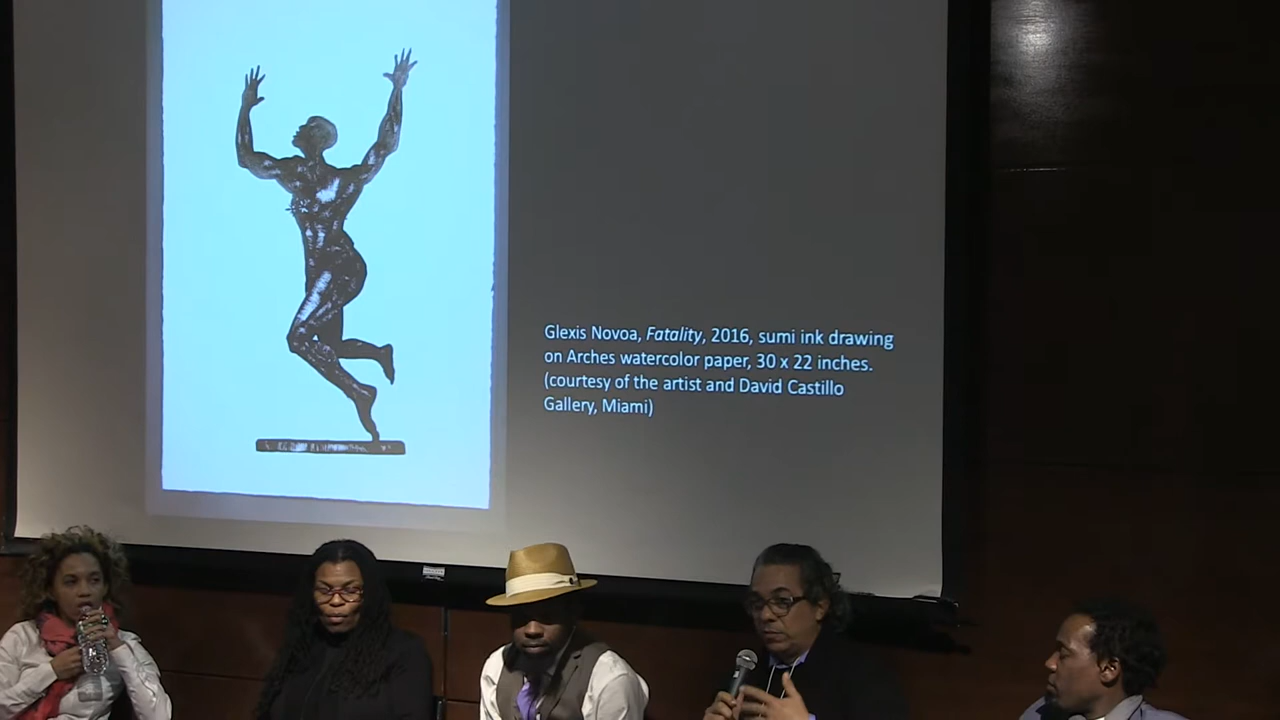 Glexis Novoa, Fatality, 2016, sumi ink drawing
on Arches watercolor paper, 30 x 22 inches.
(courtesy of the artist and David Castillo
Gallery, Miami)